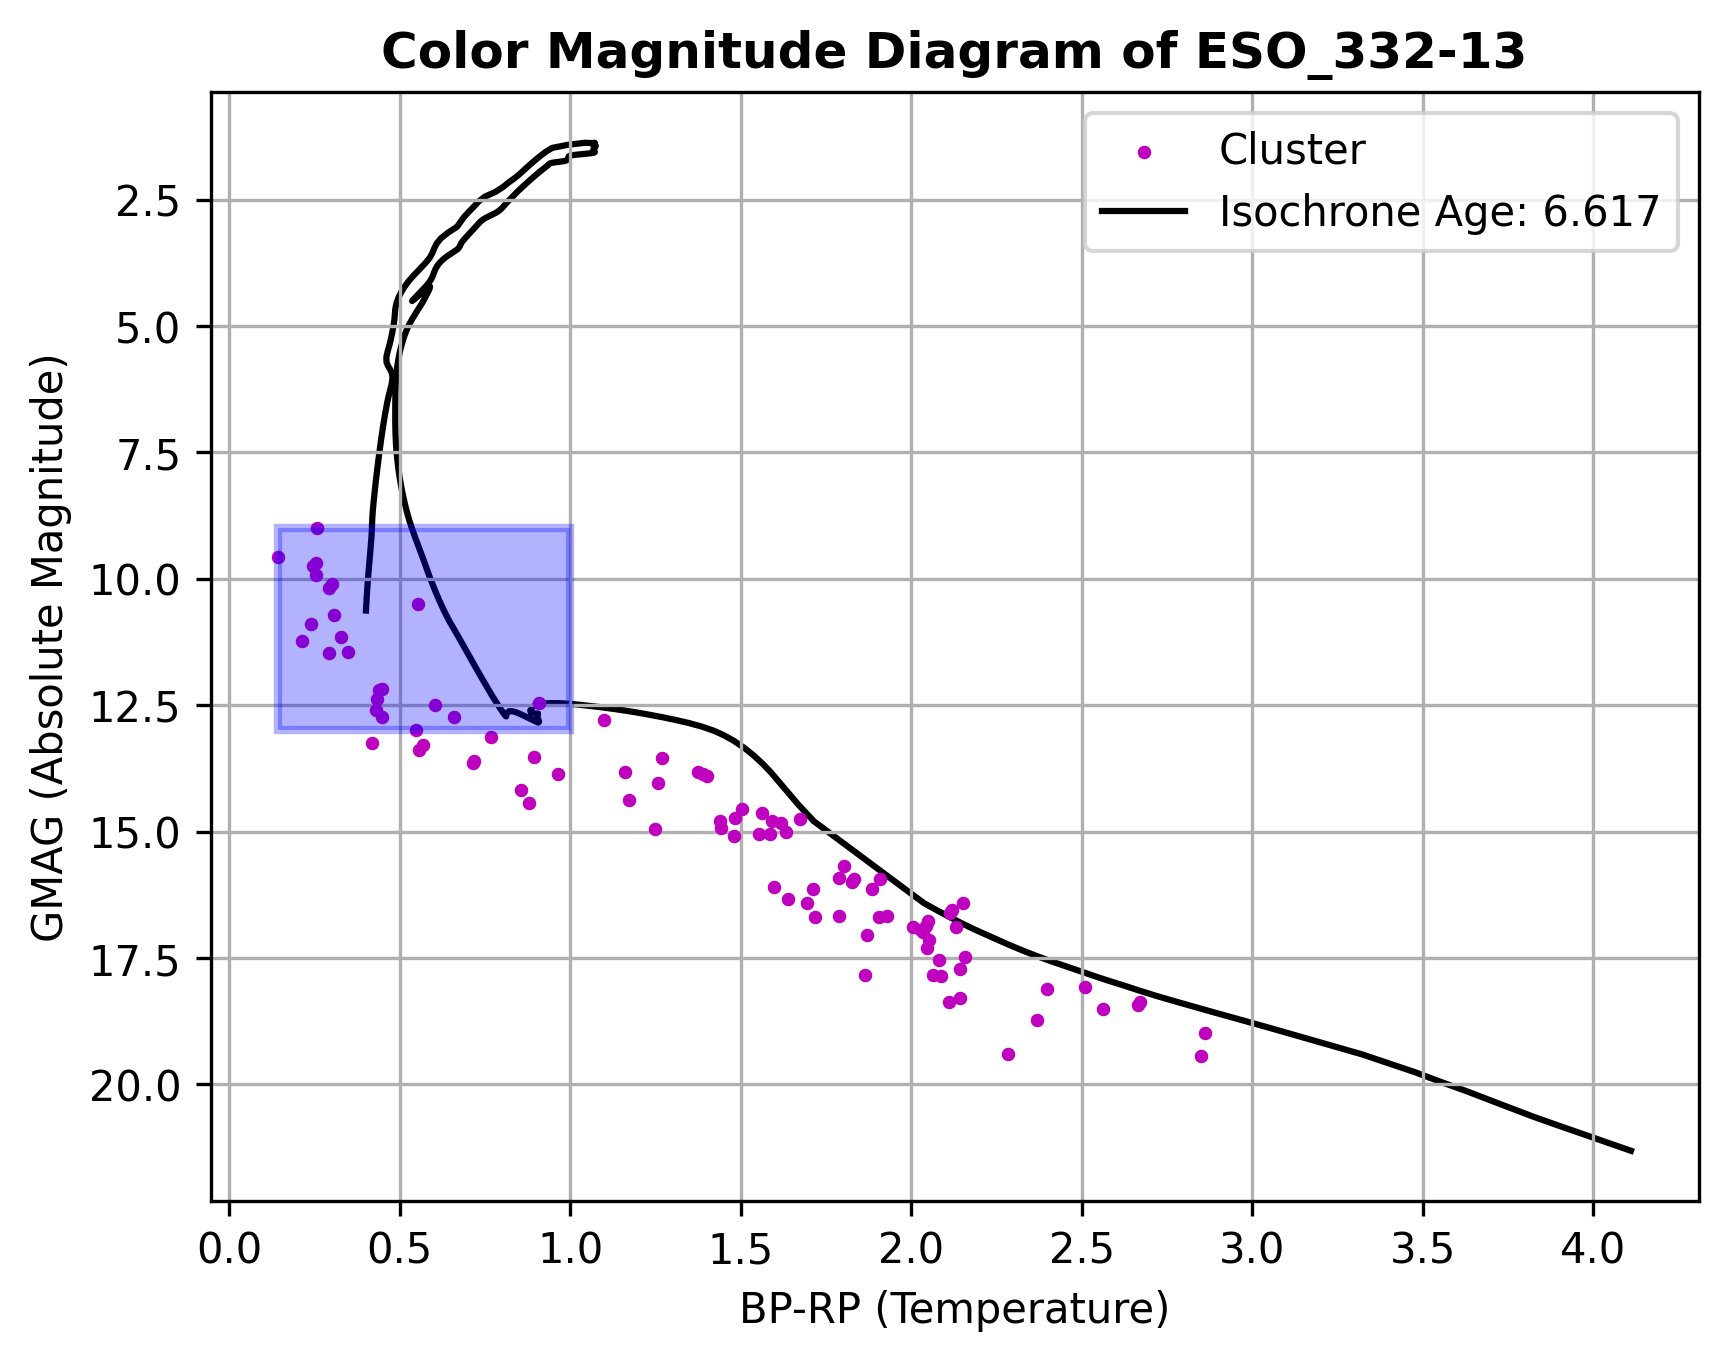 Color Magnitude Diagram of ESO_332-13
Cluster
Isochrone Age: 6.617
GMAG (Absolute Magnitude)
2.5
5.0
7.5
10.0
12.5
15.0
17.5
20.0
0.0 0.5 1.0 1.5 2.0 2.5 3.0 3.5 4.0
BP-RP (Temperature)